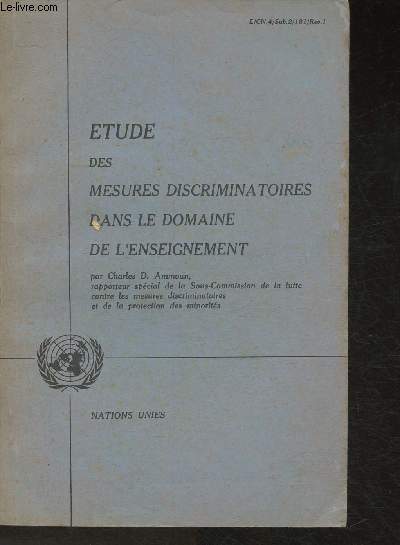 Le-livre.com
E/CN.4/Sub.2/181/Rev.1
ETUDE
DES
MESURES DISCRIMINATOIRES
DANS LE DOMAINE
DE L'ENSEIGNEMENT
par Charles D. Ammoun,
rapporteur spécial de la Sous-Commission de la lutte
contre les mesures discriminatoires
et de la protection des minorités
NATIONS UNIES